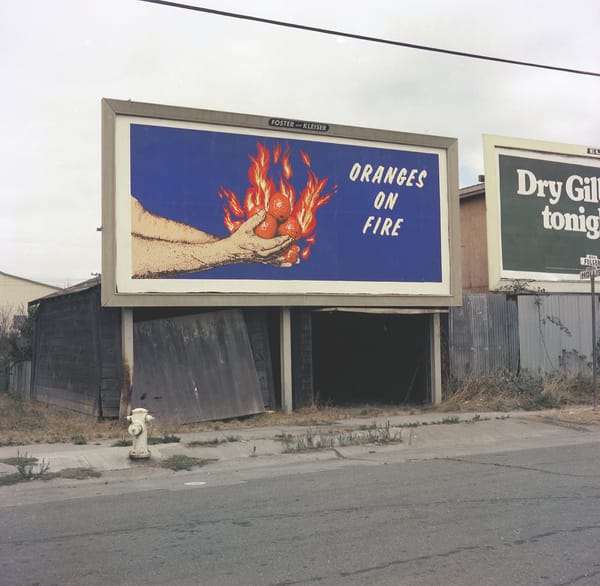 FOSTER AND KLEISER
ORANGES
ON
FIRE
Dry Gil
tonig